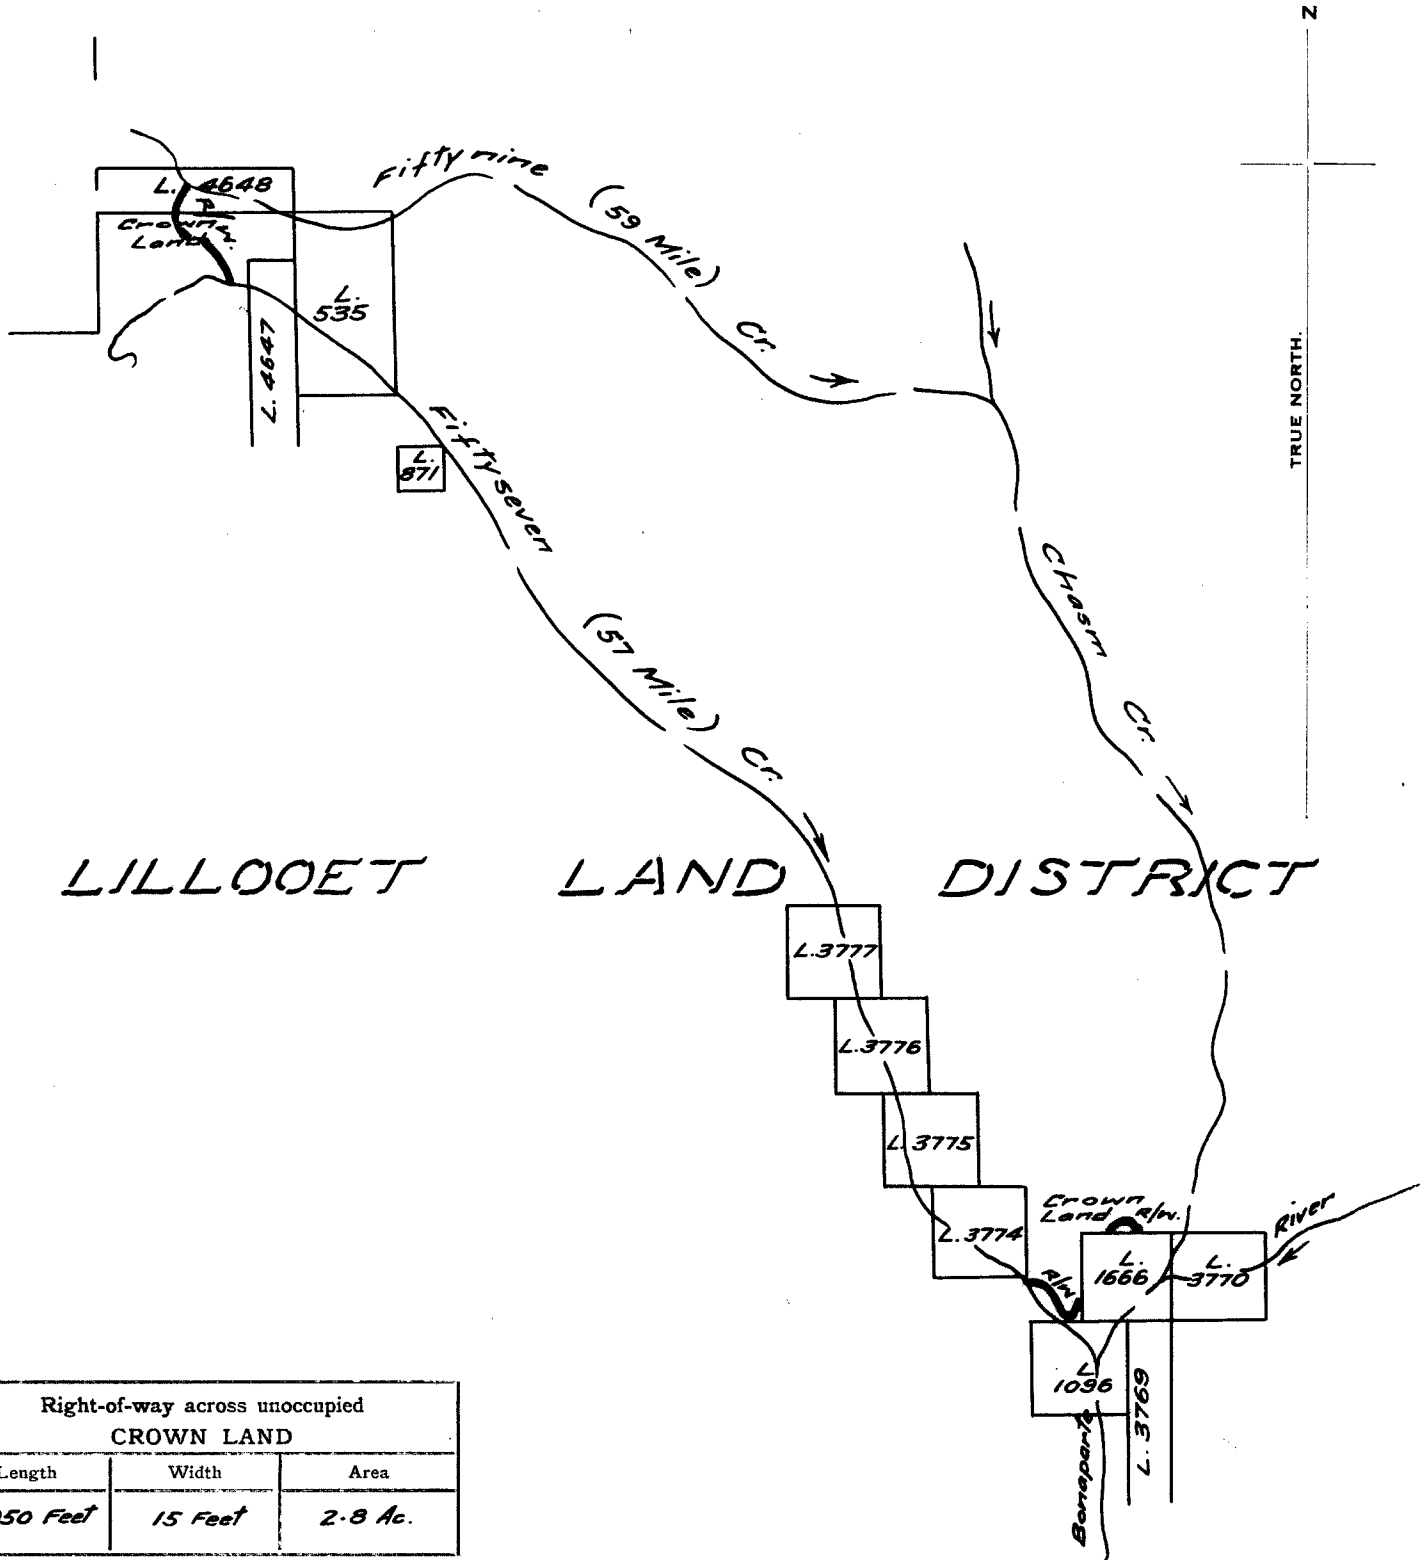 N
TRUE NORTH.
L. 4648
Crown
Land
R/W.
Fifty nine
(59 Mile)
Cr.
L. 4647
L.
535
L.
871
Fifty seven
(57 Mile)
Cr.
Chasm
Cr.
LILLOOET LAND DISTRICT
L.3777
L.3776
L.3775
L.3774
Crown
Land R/W.
R/W
L.
1666
L.
3770
River
L.
1096
L. 3769
Bonaparte
Right-of-way across unoccupied
CROWN LAND
Length Width Area
50 Feet 15 Feet 2.8 Ac.